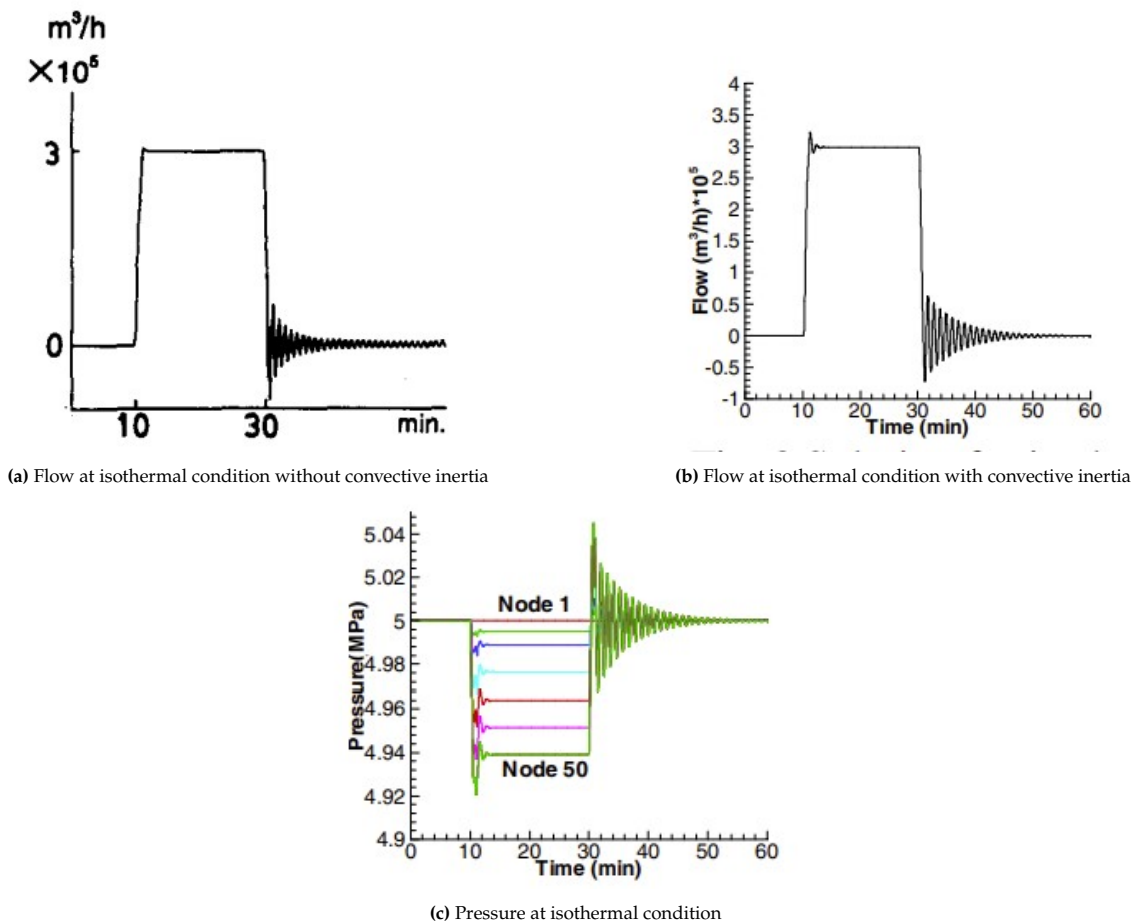 m³/h
×10⁵
3
0
10 30 min.
(a) Flow at isothermal condition without convective inertia
4
3.5
3
2.5
2
1.5
1
0.5
0
-0.5
-1
Flow (m³/h)*10⁵
0 10 20 30 40 50 60
Time (min)
(b) Flow at isothermal condition with convective inertia
5.04
5.02
5
4.98
4.96
4.94
4.92
4.9
Pressure(MPa)
Node 1
Node 50
0 10 20 30 40 50 60
Time (min)
(c) Pressure at isothermal condition